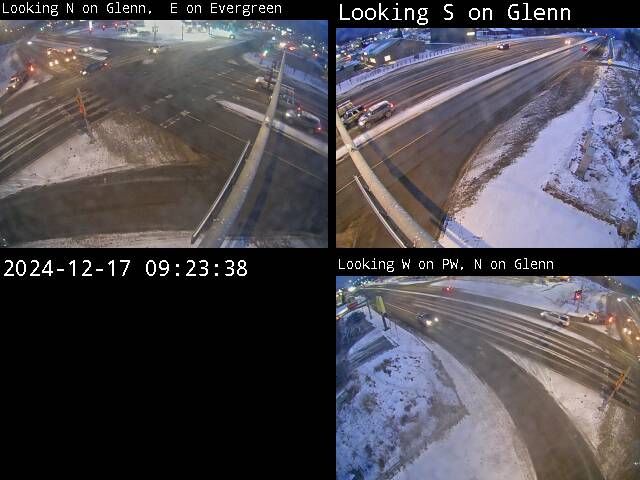 Looking N on Glenn, E on Evergreen
Looking S on Glenn
2024-12-17 09:23:38
Looking W on PW, N on Glenn